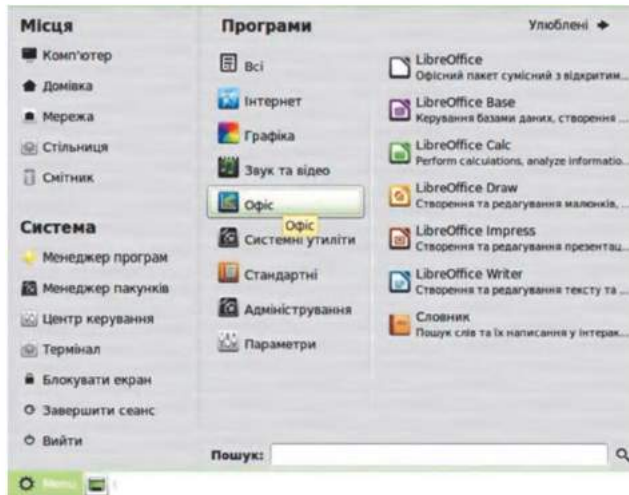 Місця
Комп'ютер
Домівка
Мережа
Стільниця
Смітник
Система
Менеджер програм
Менеджер пакунків
Центр керування
Термінал
Блокувати екран
Завершити сеанс
Вийти
Програми
Всі
Інтернет
Графіка
Звук та відео
Офіс
Офіс
Системні утиліти
Стандартні
Адміністрування
Параметри
Улюблені
LibreOffice
Офісний пакет сумісний з відкритим...
LibreOffice Base
Керування базами даних, створення ...
LibreOffice Calc
Perform calculations, analyze informatio...
LibreOffice Draw
Створення та редагування малюнків, ...
LibreOffice Impress
Створення та редагування презентац...
LibreOffice Writer
Створення та редагування тексту та ...
Словник
Пошук слів та їх написання у інтерак...
Пошук:
Menu